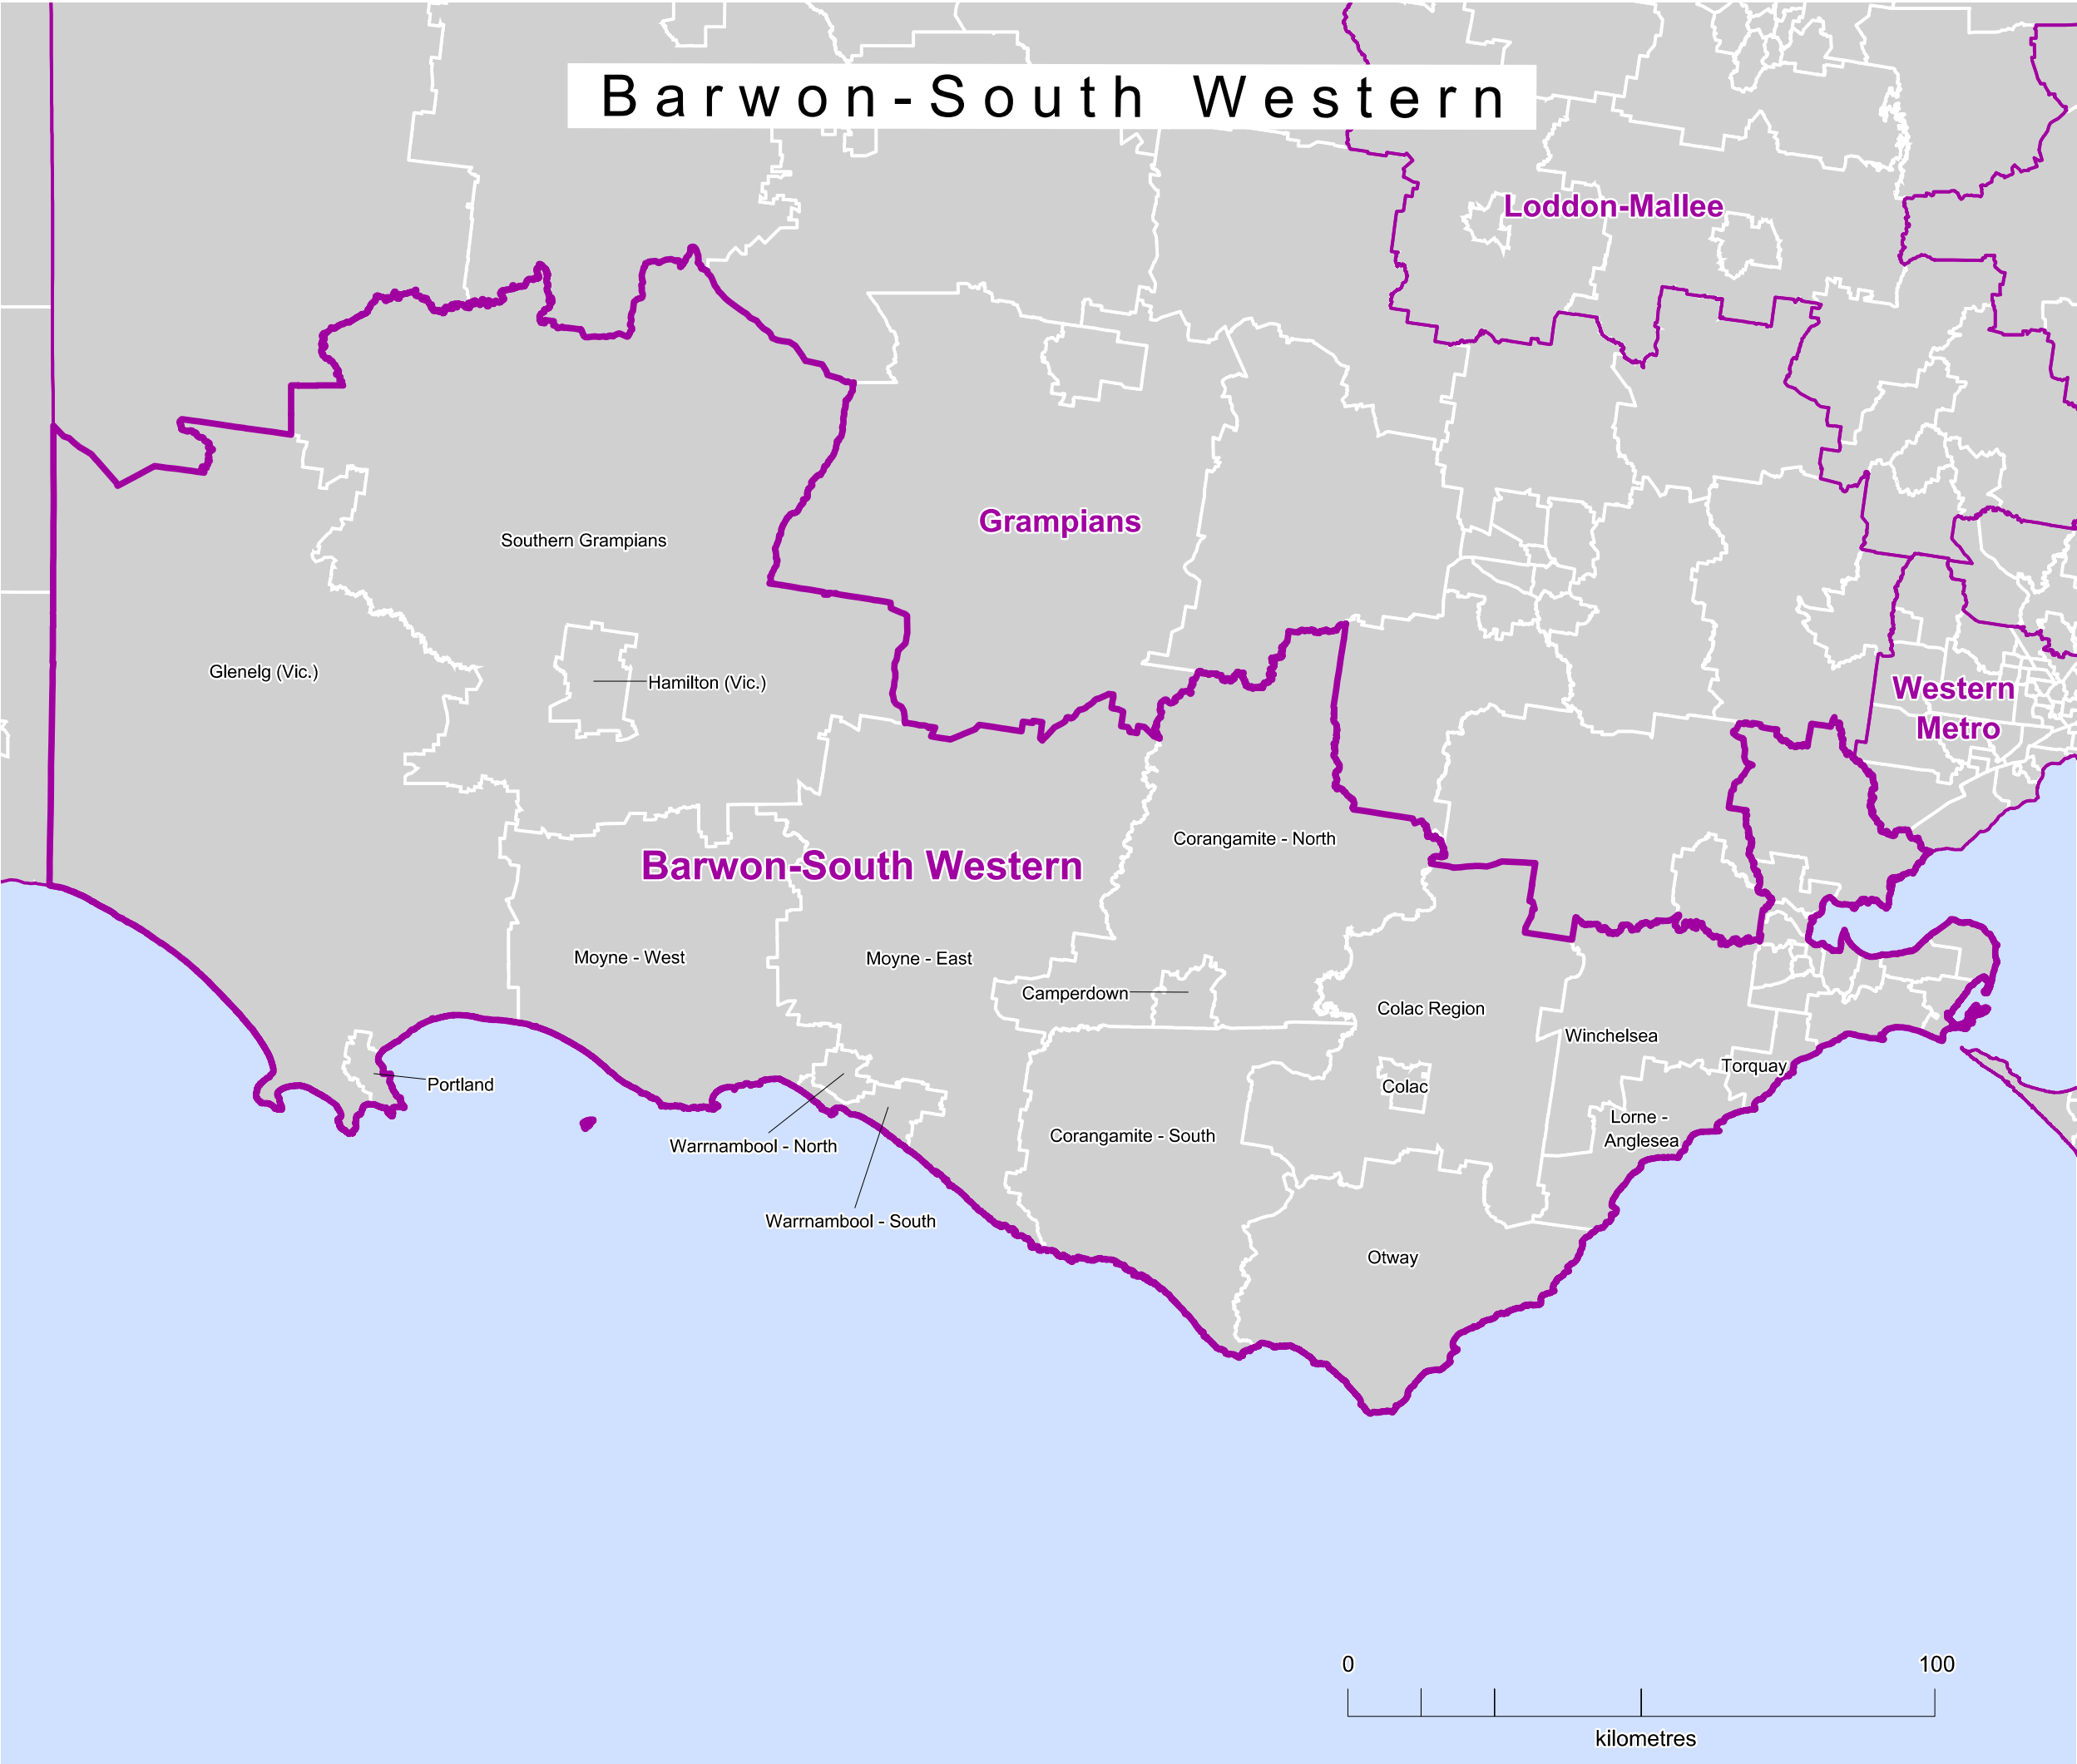 Barwon-South Western
Loddon-Mallee
Grampians
Southern Grampians
Glenelg (Vic.)
Hamilton (Vic.)
Western
Metro
Corangamite - North
Barwon-South Western
Moyne - West
Moyne - East
Camperdown
Colac Region
Winchelsea
Torquay
Portland
Colac
Lorne -
Anglesea
Warrnambool - North
Corangamite - South
Warrnambool - South
Otway
0 100
kilometres